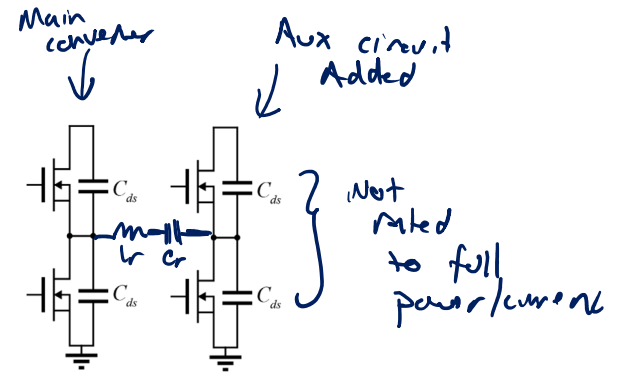 Main
converter
Aux circuit
Added
Cds
Cds
Lr Cr
Cds
Cds
Not
rated
to full
power/current